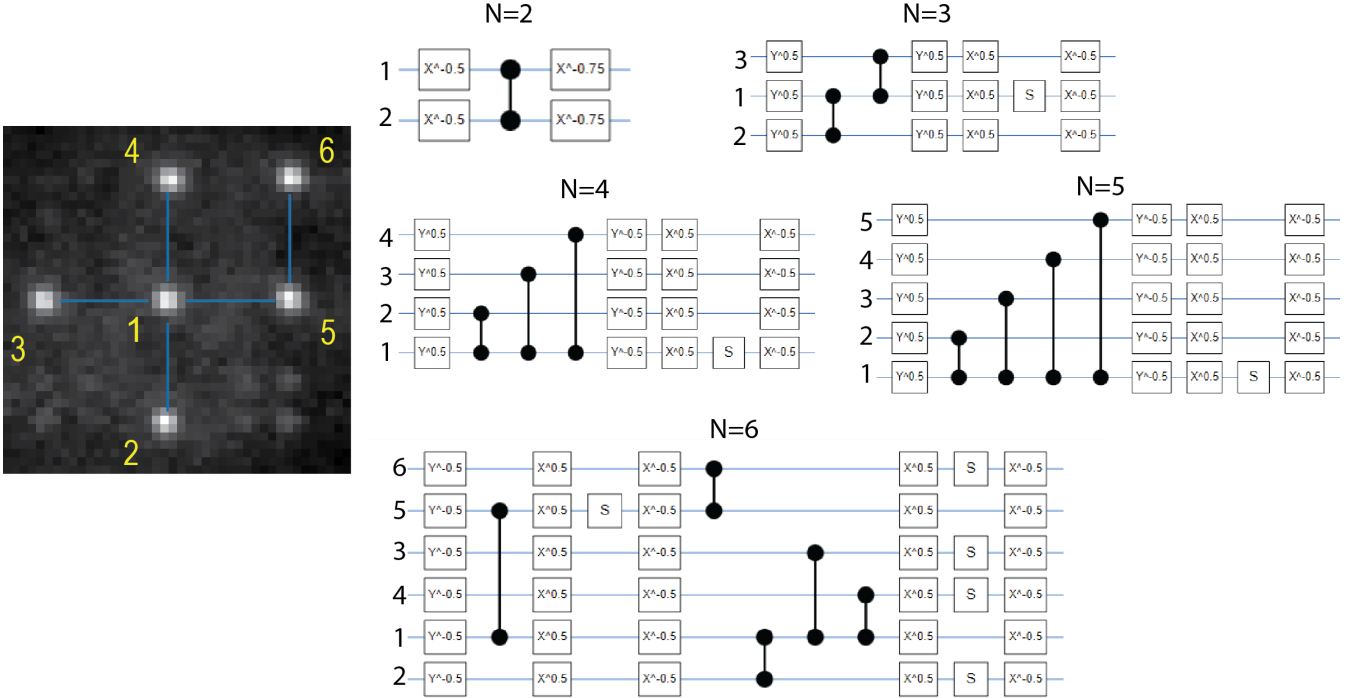 4 6
3 1 5
2
N=2
1 X^-0.5 X^-0.75
2 X^-0.5 X^-0.75
N=3
3 Y^0.5 Y^0.5 X^0.5 X^-0.5
1 Y^0.5 Y^0.5 X^0.5 S X^-0.5
2 Y^0.5 Y^0.5 X^0.5 X^-0.5
N=4
4 Y^0.5 Y^-0.5 X^0.5 X^-0.5
3 Y^0.5 Y^-0.5 X^0.5 X^-0.5
2 Y^0.5 Y^-0.5 X^0.5 X^-0.5
1 Y^0.5 Y^-0.5 X^0.5 S X^-0.5
N=5
5 Y^0.5 Y^-0.5 X^0.5 X^-0.5
4 Y^0.5 Y^-0.5 X^0.5 X^-0.5
3 Y^0.5 Y^-0.5 X^0.5 X^-0.5
2 Y^0.5 Y^-0.5 X^0.5 X^-0.5
1 Y^0.5 Y^-0.5 X^0.5 S X^-0.5
N=6
6 Y^-0.5 X^0.5 X^-0.5 X^0.5 S X^-0.5
5 Y^-0.5 X^0.5 S X^-0.5 X^0.5 X^-0.5
3 Y^-0.5 X^0.5 X^-0.5 X^0.5 S X^-0.5
4 Y^-0.5 X^0.5 X^-0.5 X^0.5 S X^-0.5
1 Y^-0.5 X^0.5 X^-0.5 X^0.5 X^-0.5
2 Y^-0.5 X^0.5 X^-0.5 X^0.5 S X^-0.5